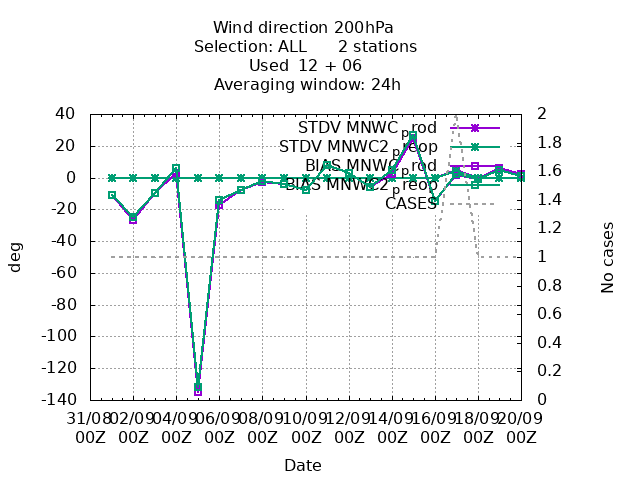 Wind direction 200hPa
Selection: ALL 2 stations
Used 12 + 06
Averaging window: 24h
STDV MNWC_prod
STDV MNWC2_preop
BIAS MNWC_prod
BIAS MNWC2_preop
CASES
40
20
0
-20
-40
-60
-80
-100
-120
-140
deg
2
1.8
1.6
1.4
1.2
1
0.8
0.6
0.4
0.2
0
No cases
31/08 02/09 04/09 06/09 08/09 10/09 12/09 14/09 16/09 18/09 20/09
00Z 00Z 00Z 00Z 00Z 00Z 00Z 00Z 00Z 00Z 00Z
Date